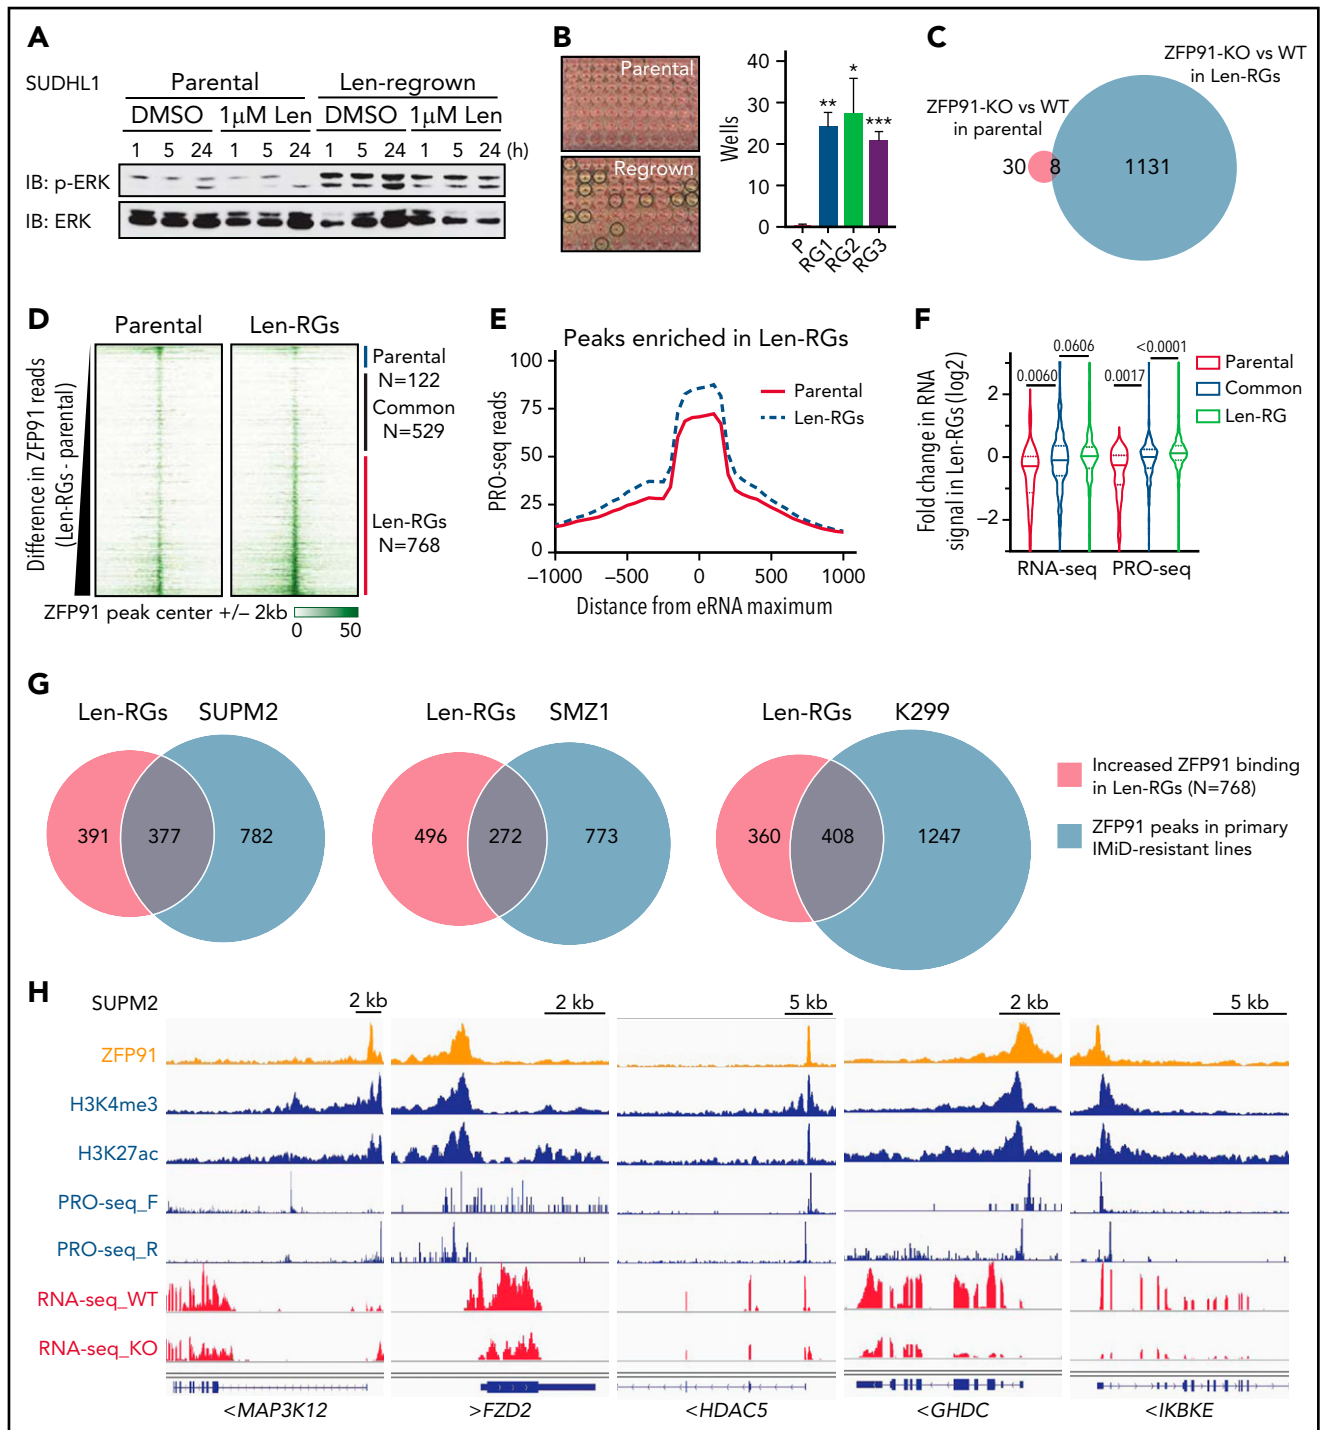 A
SUDHL1
Parental
Len-regrown
DMSO
1μM Len
DMSO
1μM Len
1 5 24 1 5 24 1 5 24 1 5 24 (h)
IB: p-ERK
IB: ERK
B
Parental
Regrown
Wells
40
30
20
10
0
**
*
***
P
RG1
RG2
RG3
C
ZFP91-KO vs WT
in Len-RGs
ZFP91-KO vs WT
in parental
30
8
1131
D
Parental
Len-RGs
Difference in ZFP91 reads
(Len-RGs - parental)
Parental
N=122
Common
N=529
Len-RGs
N=768
ZFP91 peak center +/– 2kb
0
50
E
Peaks enriched in Len-RGs
PRO-seq reads
100
75
50
25
0
Parental
Len-RGs
–1000
–500
0
500
1000
Distance from eRNA maximum
F
Fold change in RNA
signal in Len-RGs (log2)
2
0
–2
0.0060
0.0606
0.0017
<0.0001
Parental
Common
Len-RG
RNA-seq
PRO-seq
G
Len-RGs
SUPM2
391
377
782
Len-RGs
SMZ1
496
272
773
Len-RGs
K299
360
408
1247
Increased ZFP91 binding
in Len-RGs (N=768)
ZFP91 peaks in primary
IMiD-resistant lines
H
SUPM2
2 kb
2 kb
5 kb
2 kb
5 kb
ZFP91
H3K4me3
H3K27ac
PRO-seq_F
PRO-seq_R
RNA-seq_WT
RNA-seq_KO
<MAP3K12
>FZD2
<HDAC5
<GHDC
<IKBKE